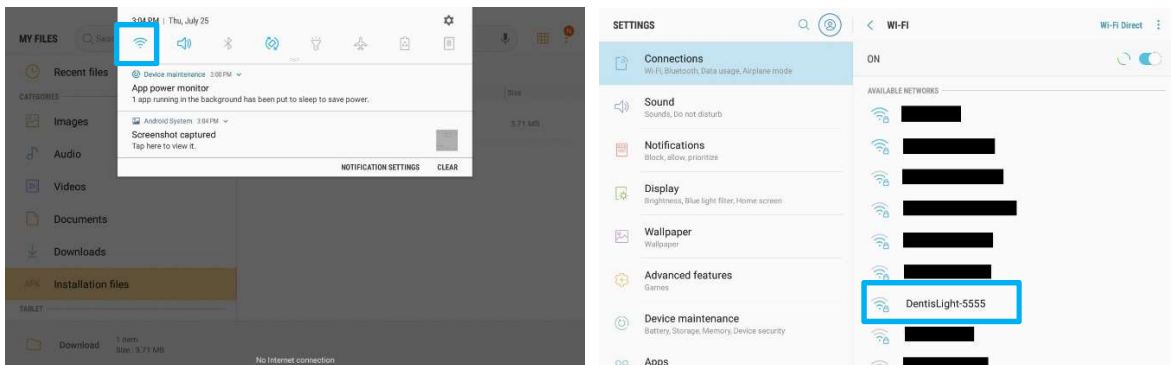 3:04 PM | Thu, July 25
MY FILES
Recent files
CATEGORIES
Images
Audio
Videos
Documents
Downloads
APK Installation files
TABLET
Download
1 item
Size : 3.71 MB
Size
3.71 MB
N
Device maintenance 3:00 PM
App power monitor
1 app running in the background has been put to sleep to save power.
Android System 3:04 PM
Screenshot captured
Tap here to view it.
NOTIFICATION SETTINGS CLEAR
No Internet connection
SETTINGS
Connections
Wi-Fi, Bluetooth, Data usage, Airplane mode
Sound
Sounds, Do not disturb
Notifications
Block, allow, prioritize
Display
Brightness, Blue light filter, Home screen
Wallpaper
Wallpaper
Advanced features
Games
Device maintenance
Battery, Storage, Memory, Device security
Apps
WI-FI
Wi-Fi Direct
ON
AVAILABLE NETWORKS
DentisLight-5555